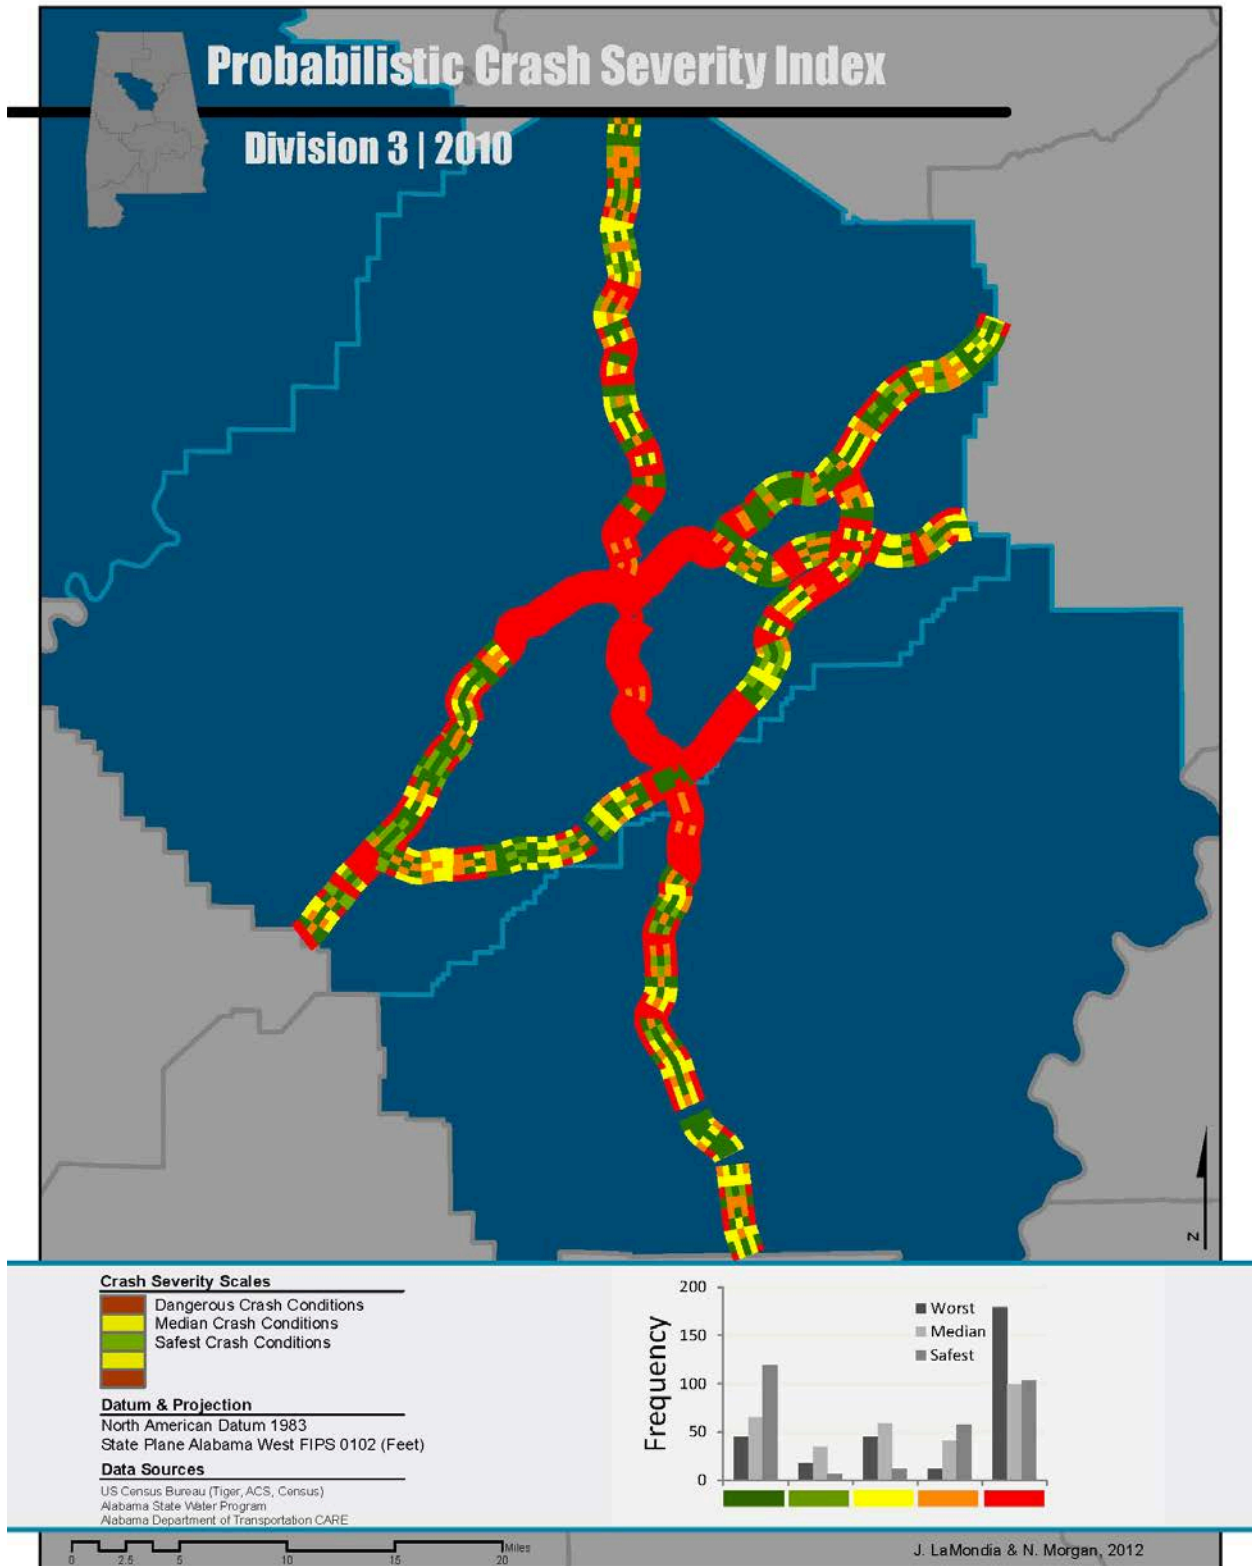 Probabilistic Crash Severity Index
Division 3 | 2010
Crash Severity Scales
Dangerous Crash Conditions
Median Crash Conditions
Safest Crash Conditions
Datum & Projection
North American Datum 1983
State Plane Alabama West FIPS 0102 (Feet)
Data Sources
US Census Bureau (Tiger, ACS, Census)
Alabama State Water Program
Alabama Department of Transportation CARE
Frequency
200
150
100
50
0
Worst
Median
Safest
N
Miles
0 2.5 5 10 15 20
J. LaMondia & N. Morgan, 2012